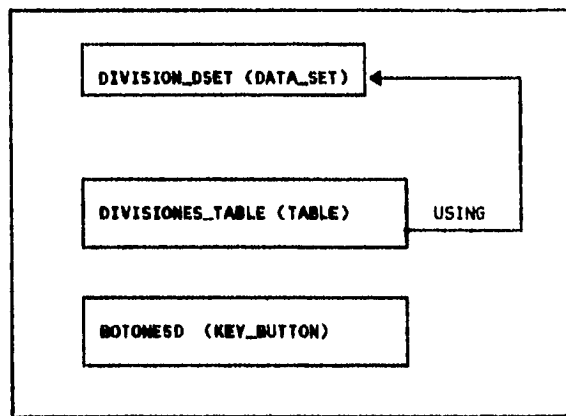 DIVISION_DSET (DATA_SET)
DIVISIONES_TABLE (TABLE)
USING
BOTONESD (KEY_BUTTON)